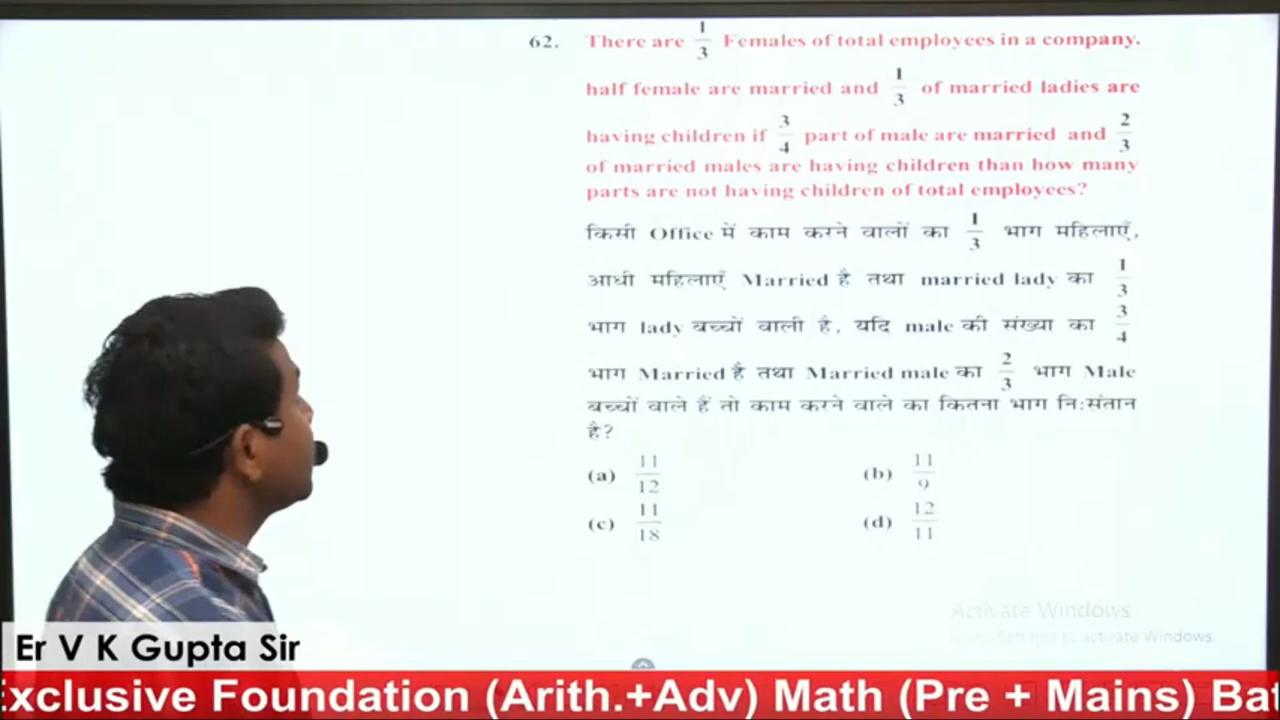 62. There are 1/3 Females of total employees in a company.
half female are married and 1/3 of married ladies are
having children if 3/4 part of male are married and 2/3
of married males are having children than how many
parts are not having children of total employees?
किसी Office में काम करने वालों का 1/3 भाग महिलाएँ,
आधी महिलाएँ Married है तथा married lady का 1/3
भाग lady बच्चों वाली है, यदि male की संख्या का 3/4
भाग Married है तथा Married male का 2/3 भाग Male
बच्चों वाले हैं तो काम करने वाले का कितना भाग निःसंतान
है?
(a) 11/12 (b) 11/9
(c) 11/18 (d) 12/11
Activate Windows
to activate Windows.
Er V K Gupta Sir
Exclusive Foundation (Arith.+Adv) Math (Pre + Mains) Bat